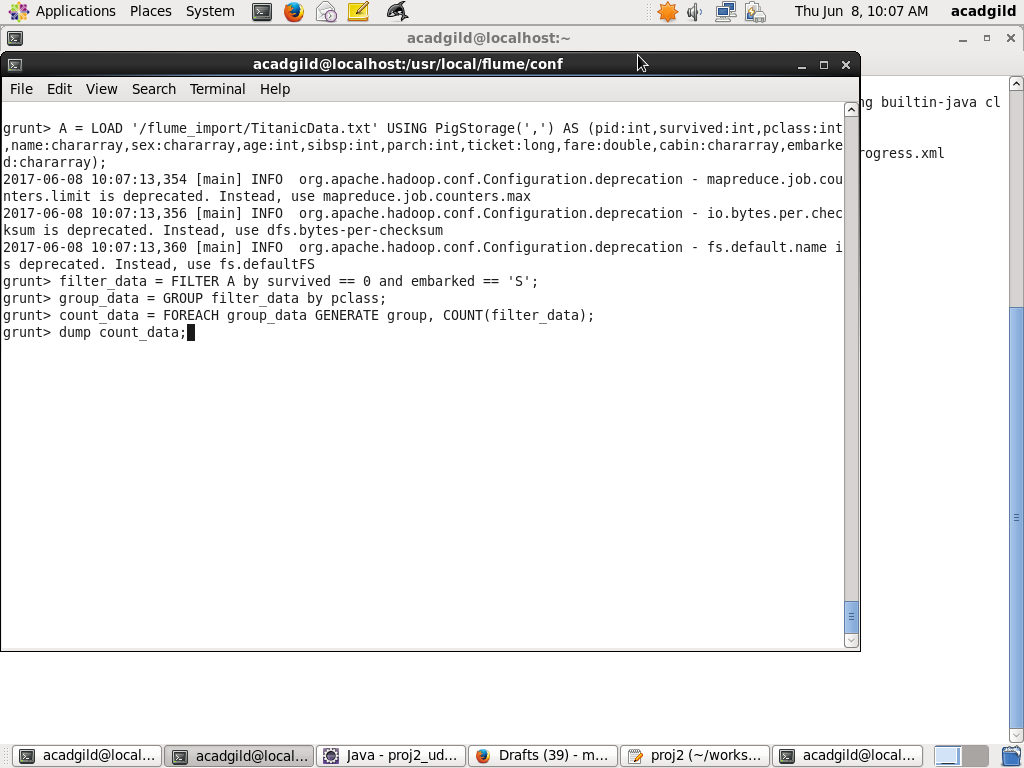 Applications Places System Thu Jun 8, 10:07 AM acadgild
acadgild@localhost:~
acadgild@localhost:/usr/local/flume/conf
File Edit View Search Terminal Help
ng builtin-java cl
rogress.xml
grunt> A = LOAD '/flume_import/TitanicData.txt' USING PigStorage(',') AS (pid:int,survived:int,pclass:int
,name:chararray,sex:chararray,age:int,sibsp:int,parch:int,ticket:long,fare:double,cabin:chararray,embarke
d:chararray);
2017-06-08 10:07:13,354 [main] INFO  org.apache.hadoop.conf.Configuration.deprecation - mapreduce.job.cou
nters.limit is deprecated. Instead, use mapreduce.job.counters.max
2017-06-08 10:07:13,356 [main] INFO  org.apache.hadoop.conf.Configuration.deprecation - io.bytes.per.chec
ksum is deprecated. Instead, use dfs.bytes-per-checksum
2017-06-08 10:07:13,360 [main] INFO  org.apache.hadoop.conf.Configuration.deprecation - fs.default.name i
s deprecated. Instead, use fs.defaultFS
grunt> filter_data = FILTER A by survived == 0 and embarked == 'S';
grunt> group_data = GROUP filter_data by pclass;
grunt> count_data = FOREACH group_data GENERATE group, COUNT(filter_data);
grunt> dump count_data;
acadgild@local... acadgild@local... Java - proj2_ud... Drafts (39) - m... proj2 (~/works... acadgild@local...